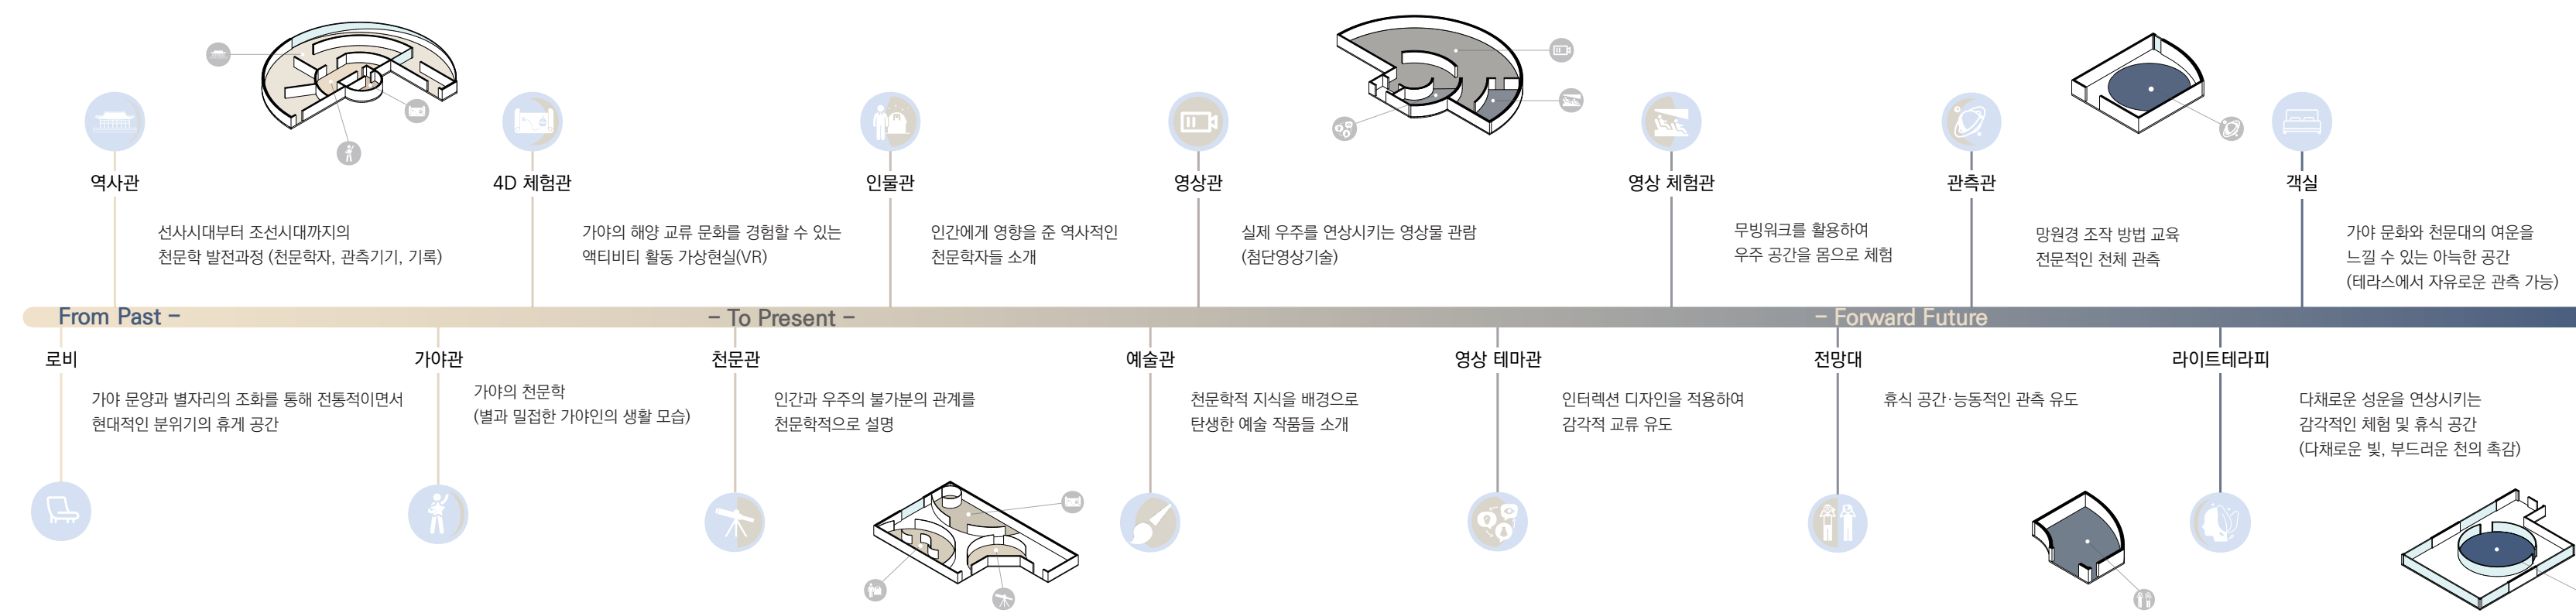 역사관
선사시대부터 조선시대까지의
천문학 발전과정 (천문학자, 관측기기, 기록)
4D 체험관
가야의 해양 교류 문화를 경험할 수 있는
액티비티 활동 가상현실(VR)
인물관
인간에게 영향을 준 역사적인
천문학자들 소개
영상관
실제 우주를 연상시키는 영상물 관람
(첨단영상기술)
영상 체험관
무빙워크를 활용하여
우주 공간을 몸으로 체험
관측관
망원경 조작 방법 교육
전문적인 천체 관측
객실
가야 문화와 천문대의 여운을
느낄 수 있는 아늑한 공간
(테라스에서 자유로운 관측 가능)
From Past –
– To Present –
– Forward Future
로비
가야 문양과 별자리의 조화를 통해 전통적이면서
현대적인 분위기의 휴게 공간
가야관
가야의 천문학
(별과 밀접한 가야인의 생활 모습)
천문관
인간과 우주의 불가분의 관계를
천문학적으로 설명
예술관
천문학적 지식을 배경으로
탄생한 예술 작품들 소개
영상 테마관
인터렉션 디자인을 적용하여
감각적 교류 유도
전망대
휴식 공간·능동적인 관측 유도
라이트테라피
다채로운 성운을 연상시키는
감각적인 체험 및 휴식 공간
(다채로운 빛, 부드러운 천의 촉감)